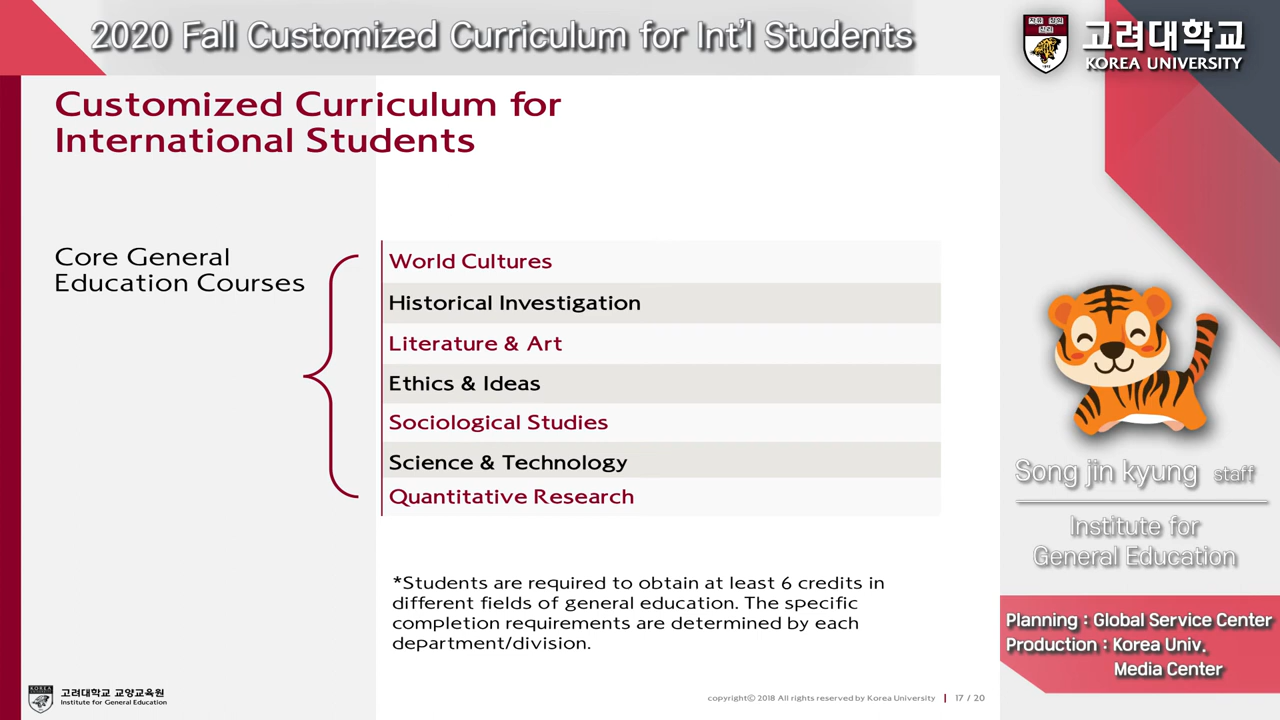 2020 Fall Customized Curriculum for Int'l Students
고려대학교
KOREA UNIVERSITY
Customized Curriculum for
International Students
Core General
Education Courses
World Cultures
Historical Investigation
Literature & Art
Ethics & Ideas
Sociological Studies
Science & Technology
Quantitative Research
*Students are required to obtain at least 6 credits in
different fields of general education. The specific
completion requirements are determined by each
department/division.
Song jin kyung staff
Institute for
General Education
Planning : Global Service Center
Production : Korea Univ.
Media Center
KOREA
고려대학교 교양교육원
Institute for General Education
copyrightⓒ 2018 All rights reserved by Korea University | 17 / 20